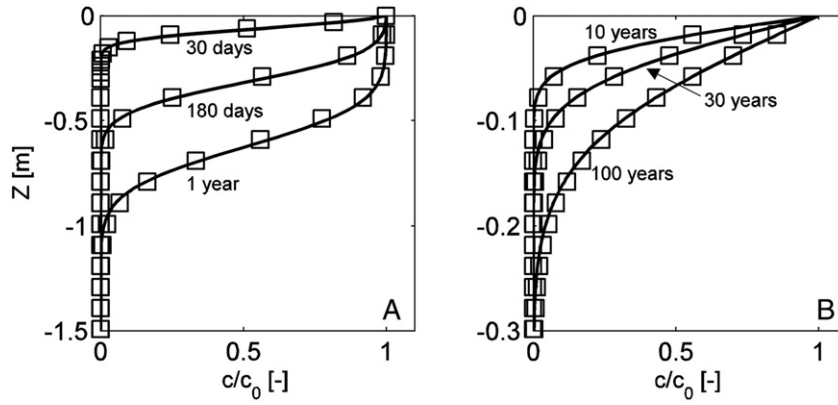 0
-0.5
-1
-1.5
Z [m]
0
0.5
1
c/c0 [-]
30 days
180 days
1 year
A
0
-0.1
-0.2
-0.3
0
0.5
1
c/c0 [-]
10 years
30 years
100 years
B